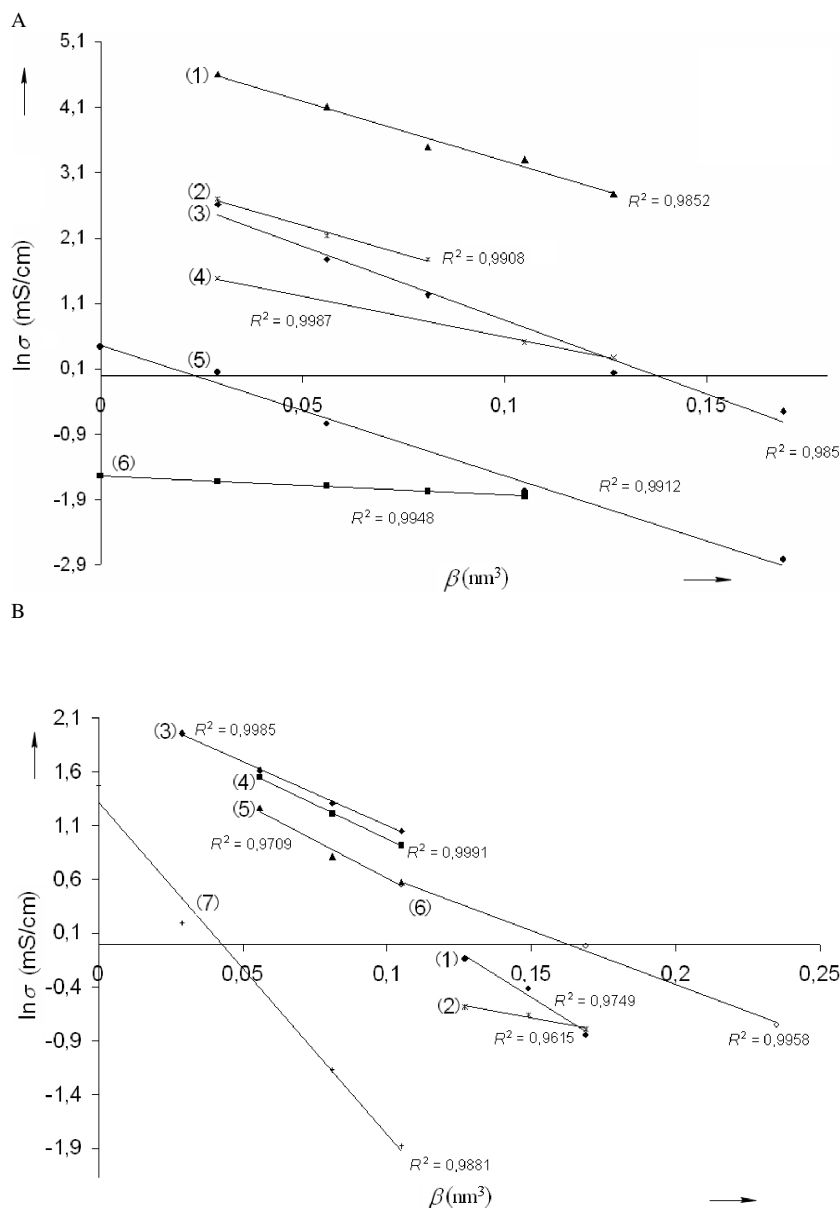 A
5,1
4,1
3,1
2,1
1,1
0,1
-0,9
-1,9
-2,9
ln σ (mS/cm)
(1)
R² = 0,9852
(2)
R² = 0,9908
(3)
(4)
R² = 0,9987
(5)
0
0,05
0,1
0,15
R² = 0,985
(6)
R² = 0,9912
R² = 0,9948
β (nm³)
B
2,1
1,6
1,1
0,6
0,1
-0,4
-0,9
-1,4
-1,9
ln σ (mS/cm)
(3)
R² = 0,9985
(4)
(5)
R² = 0,9709
R² = 0,9991
(7)
(6)
0
0,05
0,1
0,15
0,2
0,25
(1)
R² = 0,9749
(2)
R² = 0,9615
R² = 0,9958
R² = 0,9881
β (nm³)